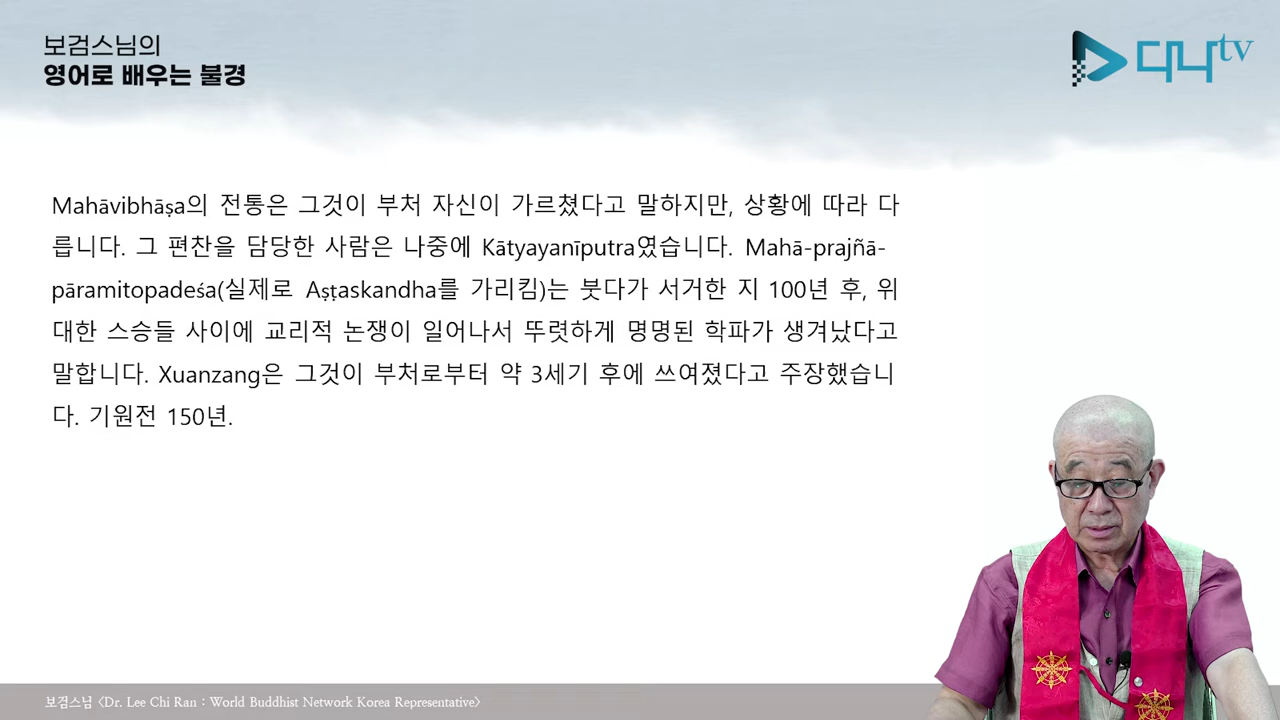 보검스님의
영어로 배우는 불경
디나tv
Mahāvibhāṣa의 전통은 그것이 부처 자신이 가르쳤다고 말하지만, 상황에 따라 다
릅니다. 그 편찬을 담당한 사람은 나중에 Kātyayanīputra였습니다. Mahā-prajñā-
pāramitopadeśa(실제로 Aṣṭaskandha를 가리킴)는 붓다가 서거한 지 100년 후, 위
대한 스승들 사이에 교리적 논쟁이 일어나서 뚜렷하게 명명된 학파가 생겨났다고
말합니다. Xuanzang은 그것이 부처로부터 약 3세기 후에 쓰여졌다고 주장했습니
다. 기원전 150년.
보검스님 <Dr. Lee Chi Ran : World Buddhist Network Korea Representative>